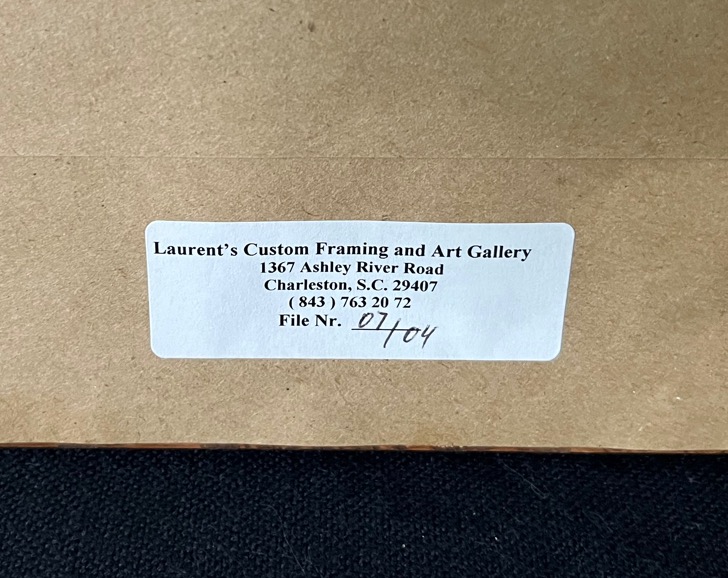 Laurent's Custom Framing and Art Gallery
1367 Ashley River Road
Charleston, S.C. 29407
( 843 ) 763 20 72
File Nr. 07/04